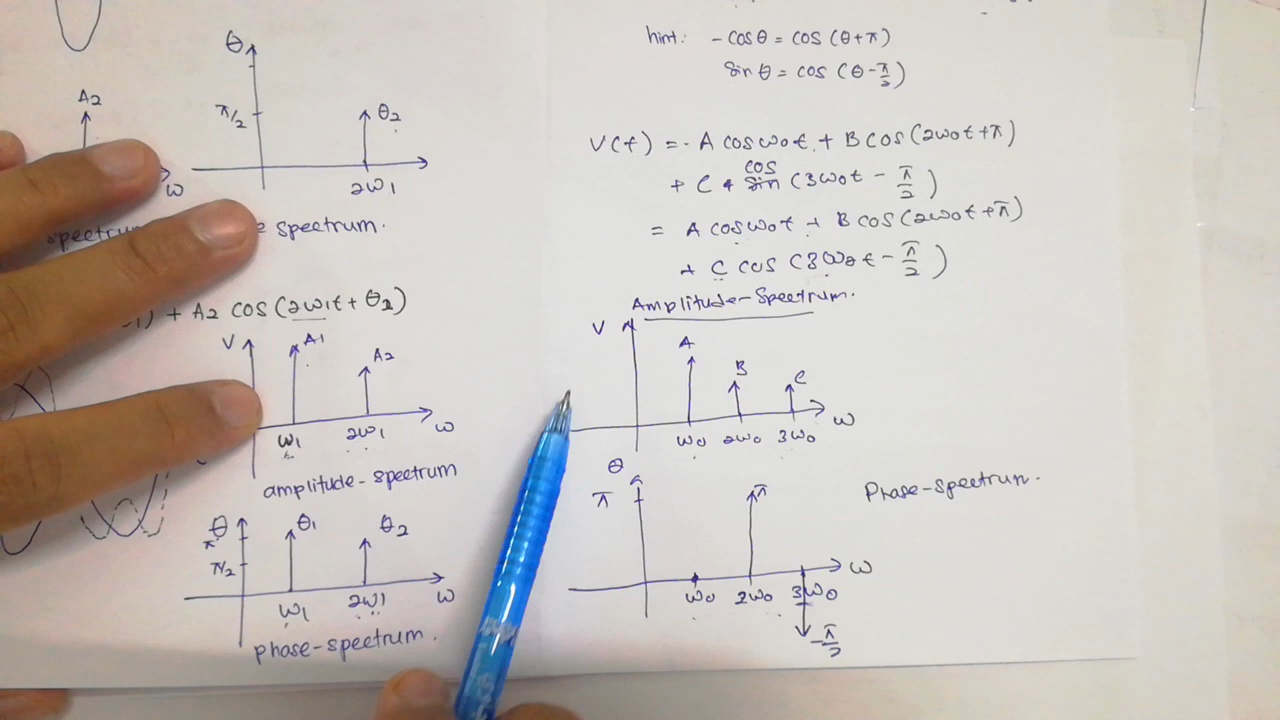 A2
θ
π/2
θ2
ω
2ω1
spectrum.
+ A2 cos (2ω1t + θ2)
V
A1
A2
ω1
2ω1
ω
amplitude-spectrum
θ
π
π/2
θ1
θ2
ω1
2ω1
ω
phase-spectrum.
hint: - cos θ = cos (θ+π)
sin θ = cos (θ-π/2)
V(t) = - A cos ω0t + B cos (2ω0t+π)
cos
+ C sin (3ω0t - π/2)
= A cos ω0t + B cos (2ω0t+π)
+ C cos (3ω0t - π/2)
Amplitude-Spectrum.
V
A
B
C
ω0
2ω0
3ω0
ω
θ
π
π
Phase-spectrum.
ω0
2ω0
3ω0
ω
-π/2